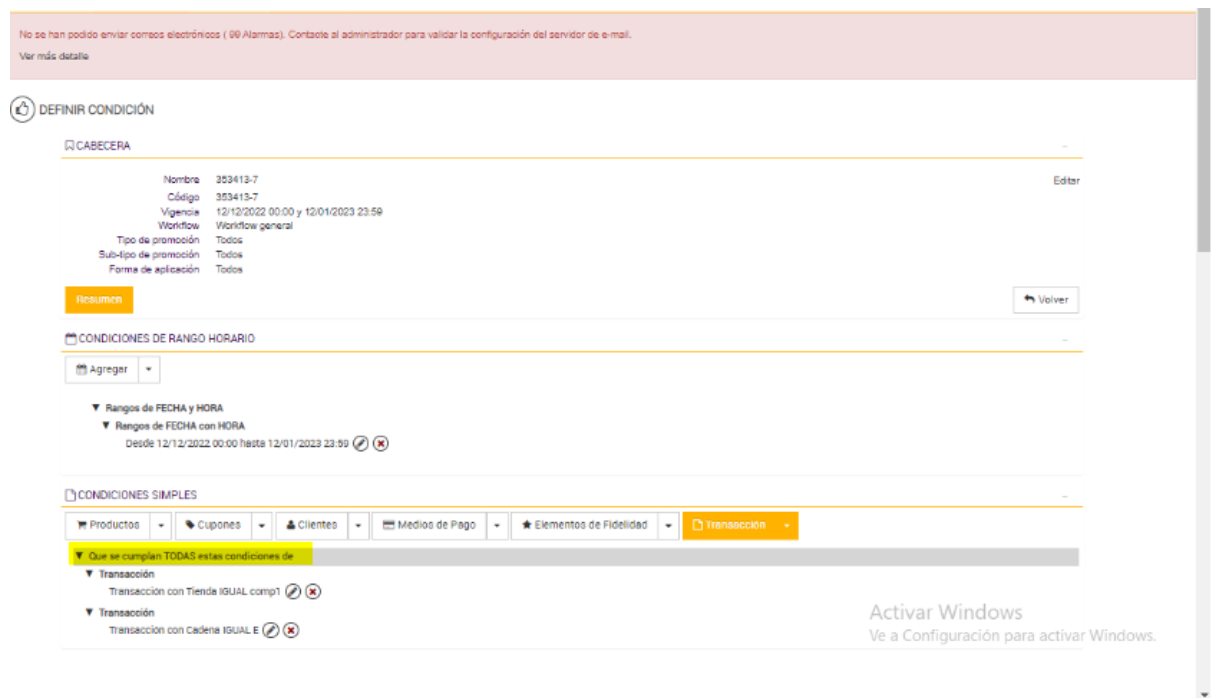 No se han podido enviar correos electrónicos ( 99 Alarmas). Contacte al administrador para validar la configuración del servidor de e-mail.
Ver más detalle
DEFINIR CONDICIÓN
CABECERA
Nombre 353413-7
Editar
Código 353413-7
Vigencia 12/12/2022 00:00 y 12/01/2023 23:59
Workflow Workflow general
Tipo de promoción Todos
Sub-tipo de promoción Todos
Forma de aplicación Todos
Resumen
Volver
CONDICIONES DE RANGO HORARIO
Agregar
Rangos de FECHA y HORA
Rangos de FECHA con HORA
Desde 12/12/2022 00:00 hasta 12/01/2023 23:59
CONDICIONES SIMPLES
Productos Cupones Clientes Medios de Pago Elementos de Fidelidad Transacción
Que se cumplan TODAS estas condiciones de
Transacción
Transacción con Tienda IGUAL comp1
Transacción
Transacción con Cadena IGUAL E
Activar Windows
Ve a Configuración para activar Windows.